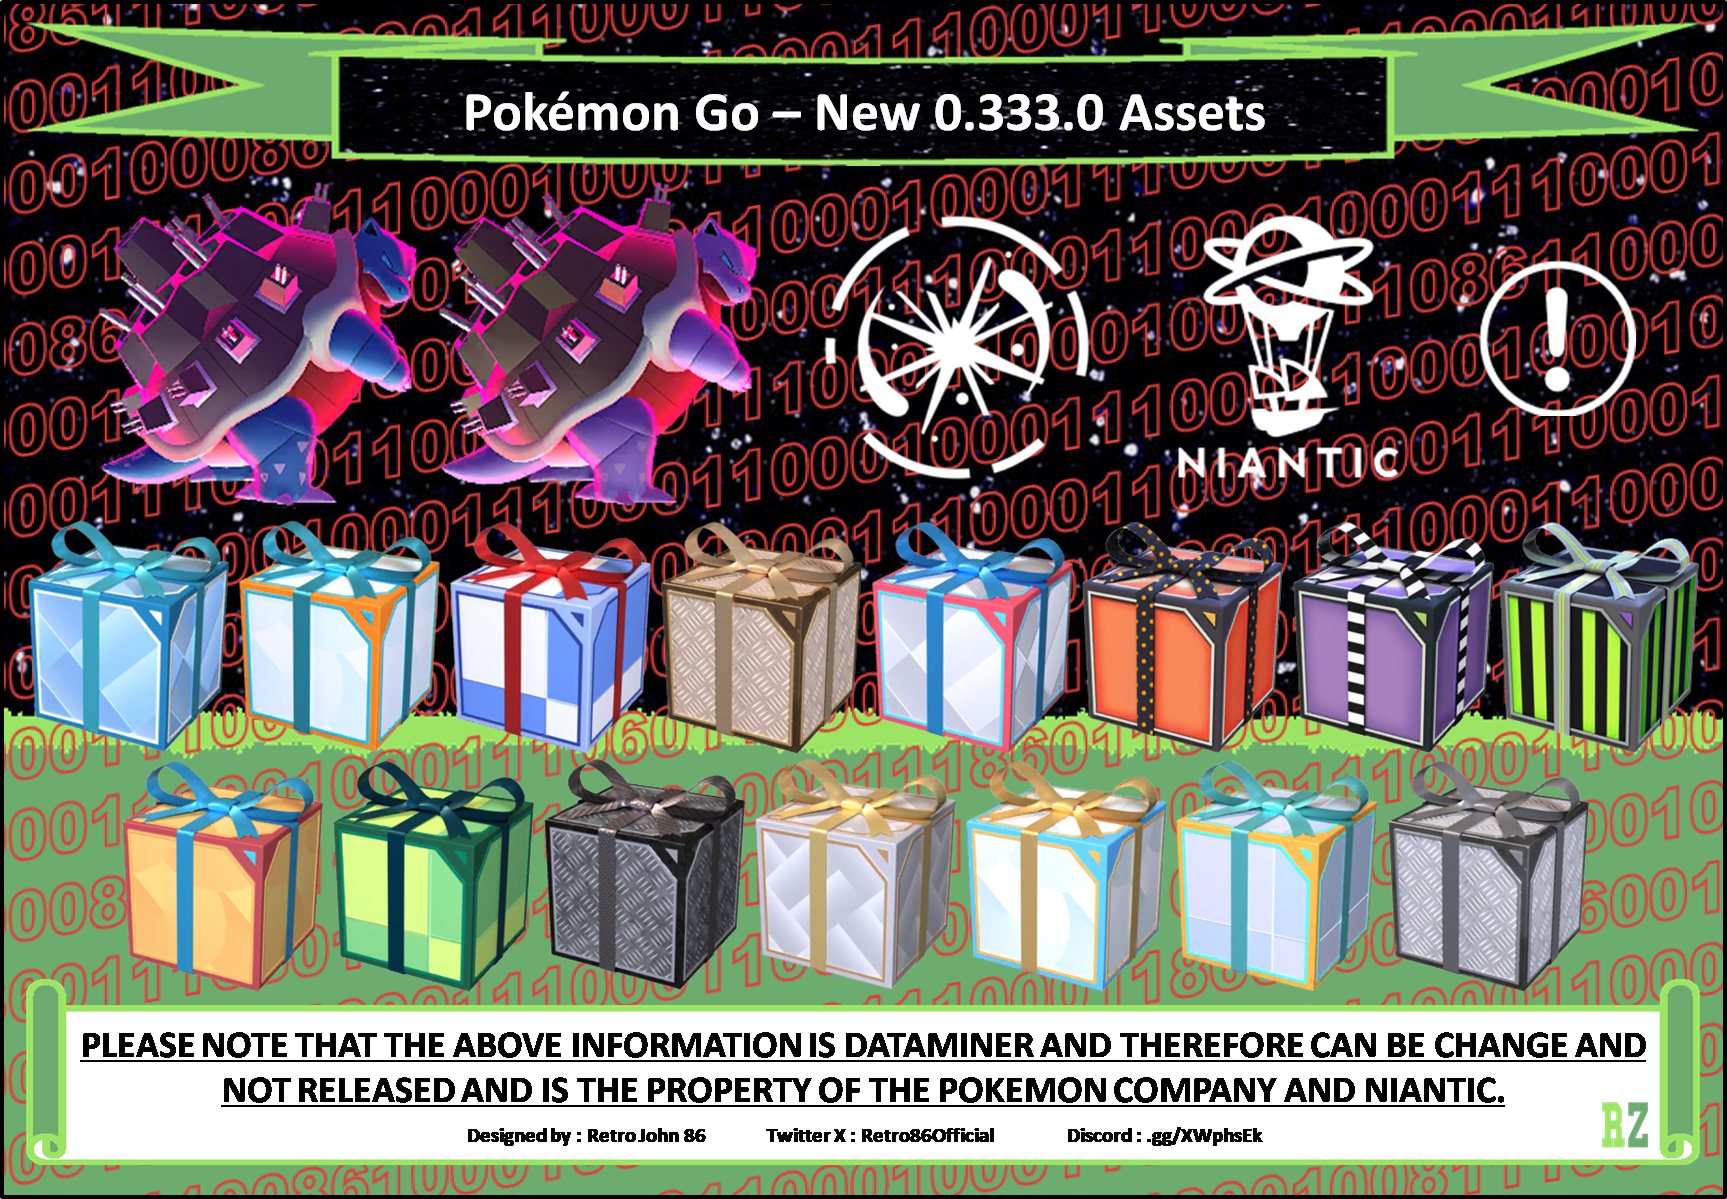 Pokémon Go – New 0.333.0 Assets
NIANTIC
PLEASE NOTE THAT THE ABOVE INFORMATION IS DATAMINER AND THEREFORE CAN BE CHANGE AND
NOT RELEASED AND IS THE PROPERTY OF THE POKEMON COMPANY AND NIANTIC.
Designed by : Retro John 86 Twitter X : Retro86Official Discord : .gg/XWphsEk
RZ